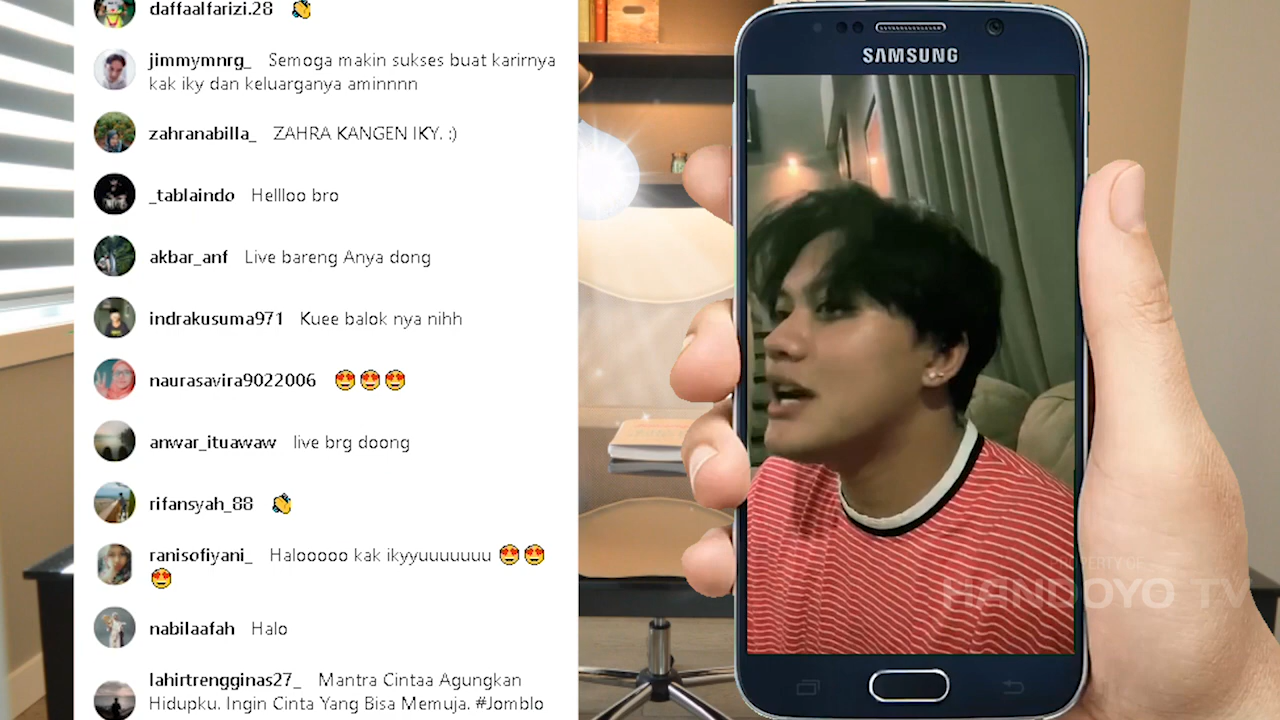 daffaalfarizi.28
jimmymnrg_ Semoga makin sukses buat karirnya
kak iky dan keluarganya aminnnn
zahranabilla_ ZAHRA KANGEN IKY. :)
_tablaindo Hellloo bro
akbar_anf Live bareng Anya dong
indrakusuma971 Kuee balok nya nihh
naurasavira9022006 😍😍😍
anwar_ituawaw live brg doong
rifansyah_88
ranisofiyani_ Halooooo kak ikyyuuuuuuu 😍😍
😍
nabilaafah Halo
lahirtrengginas27_ Mantra Cintaa Agungkan
Hidupku. Ingin Cinta Yang Bisa Memuja. #Jomblo
SAMSUNG
PROPERTY OF
HANDOYO TV